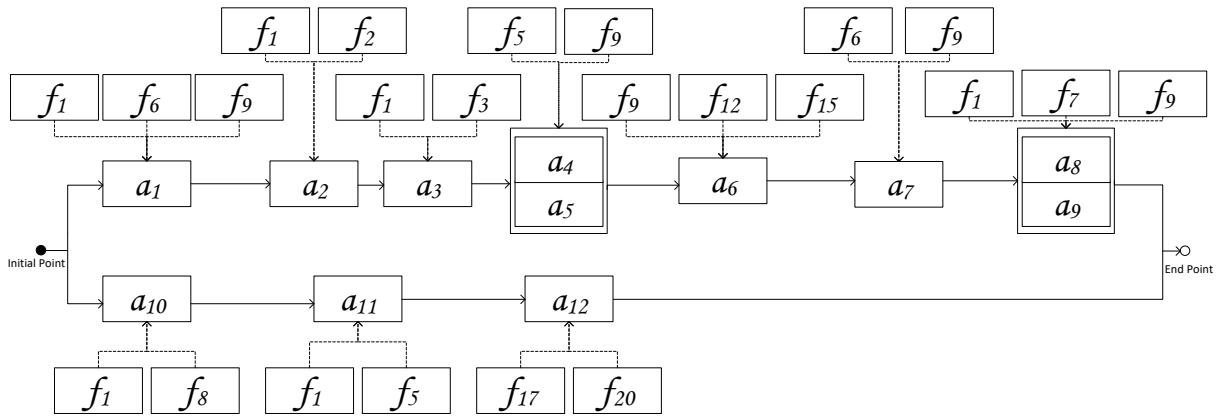 f1 f2 f5 f9 f6 f9
f1 f6 f9 f1 f3 f9 f12 f15 f1 f7 f9
a1 a2 a3 a4 a6 a7 a8
a5 a9
Initial Point End Point
a10 a11 a12
f1 f8 f1 f5 f17 f20